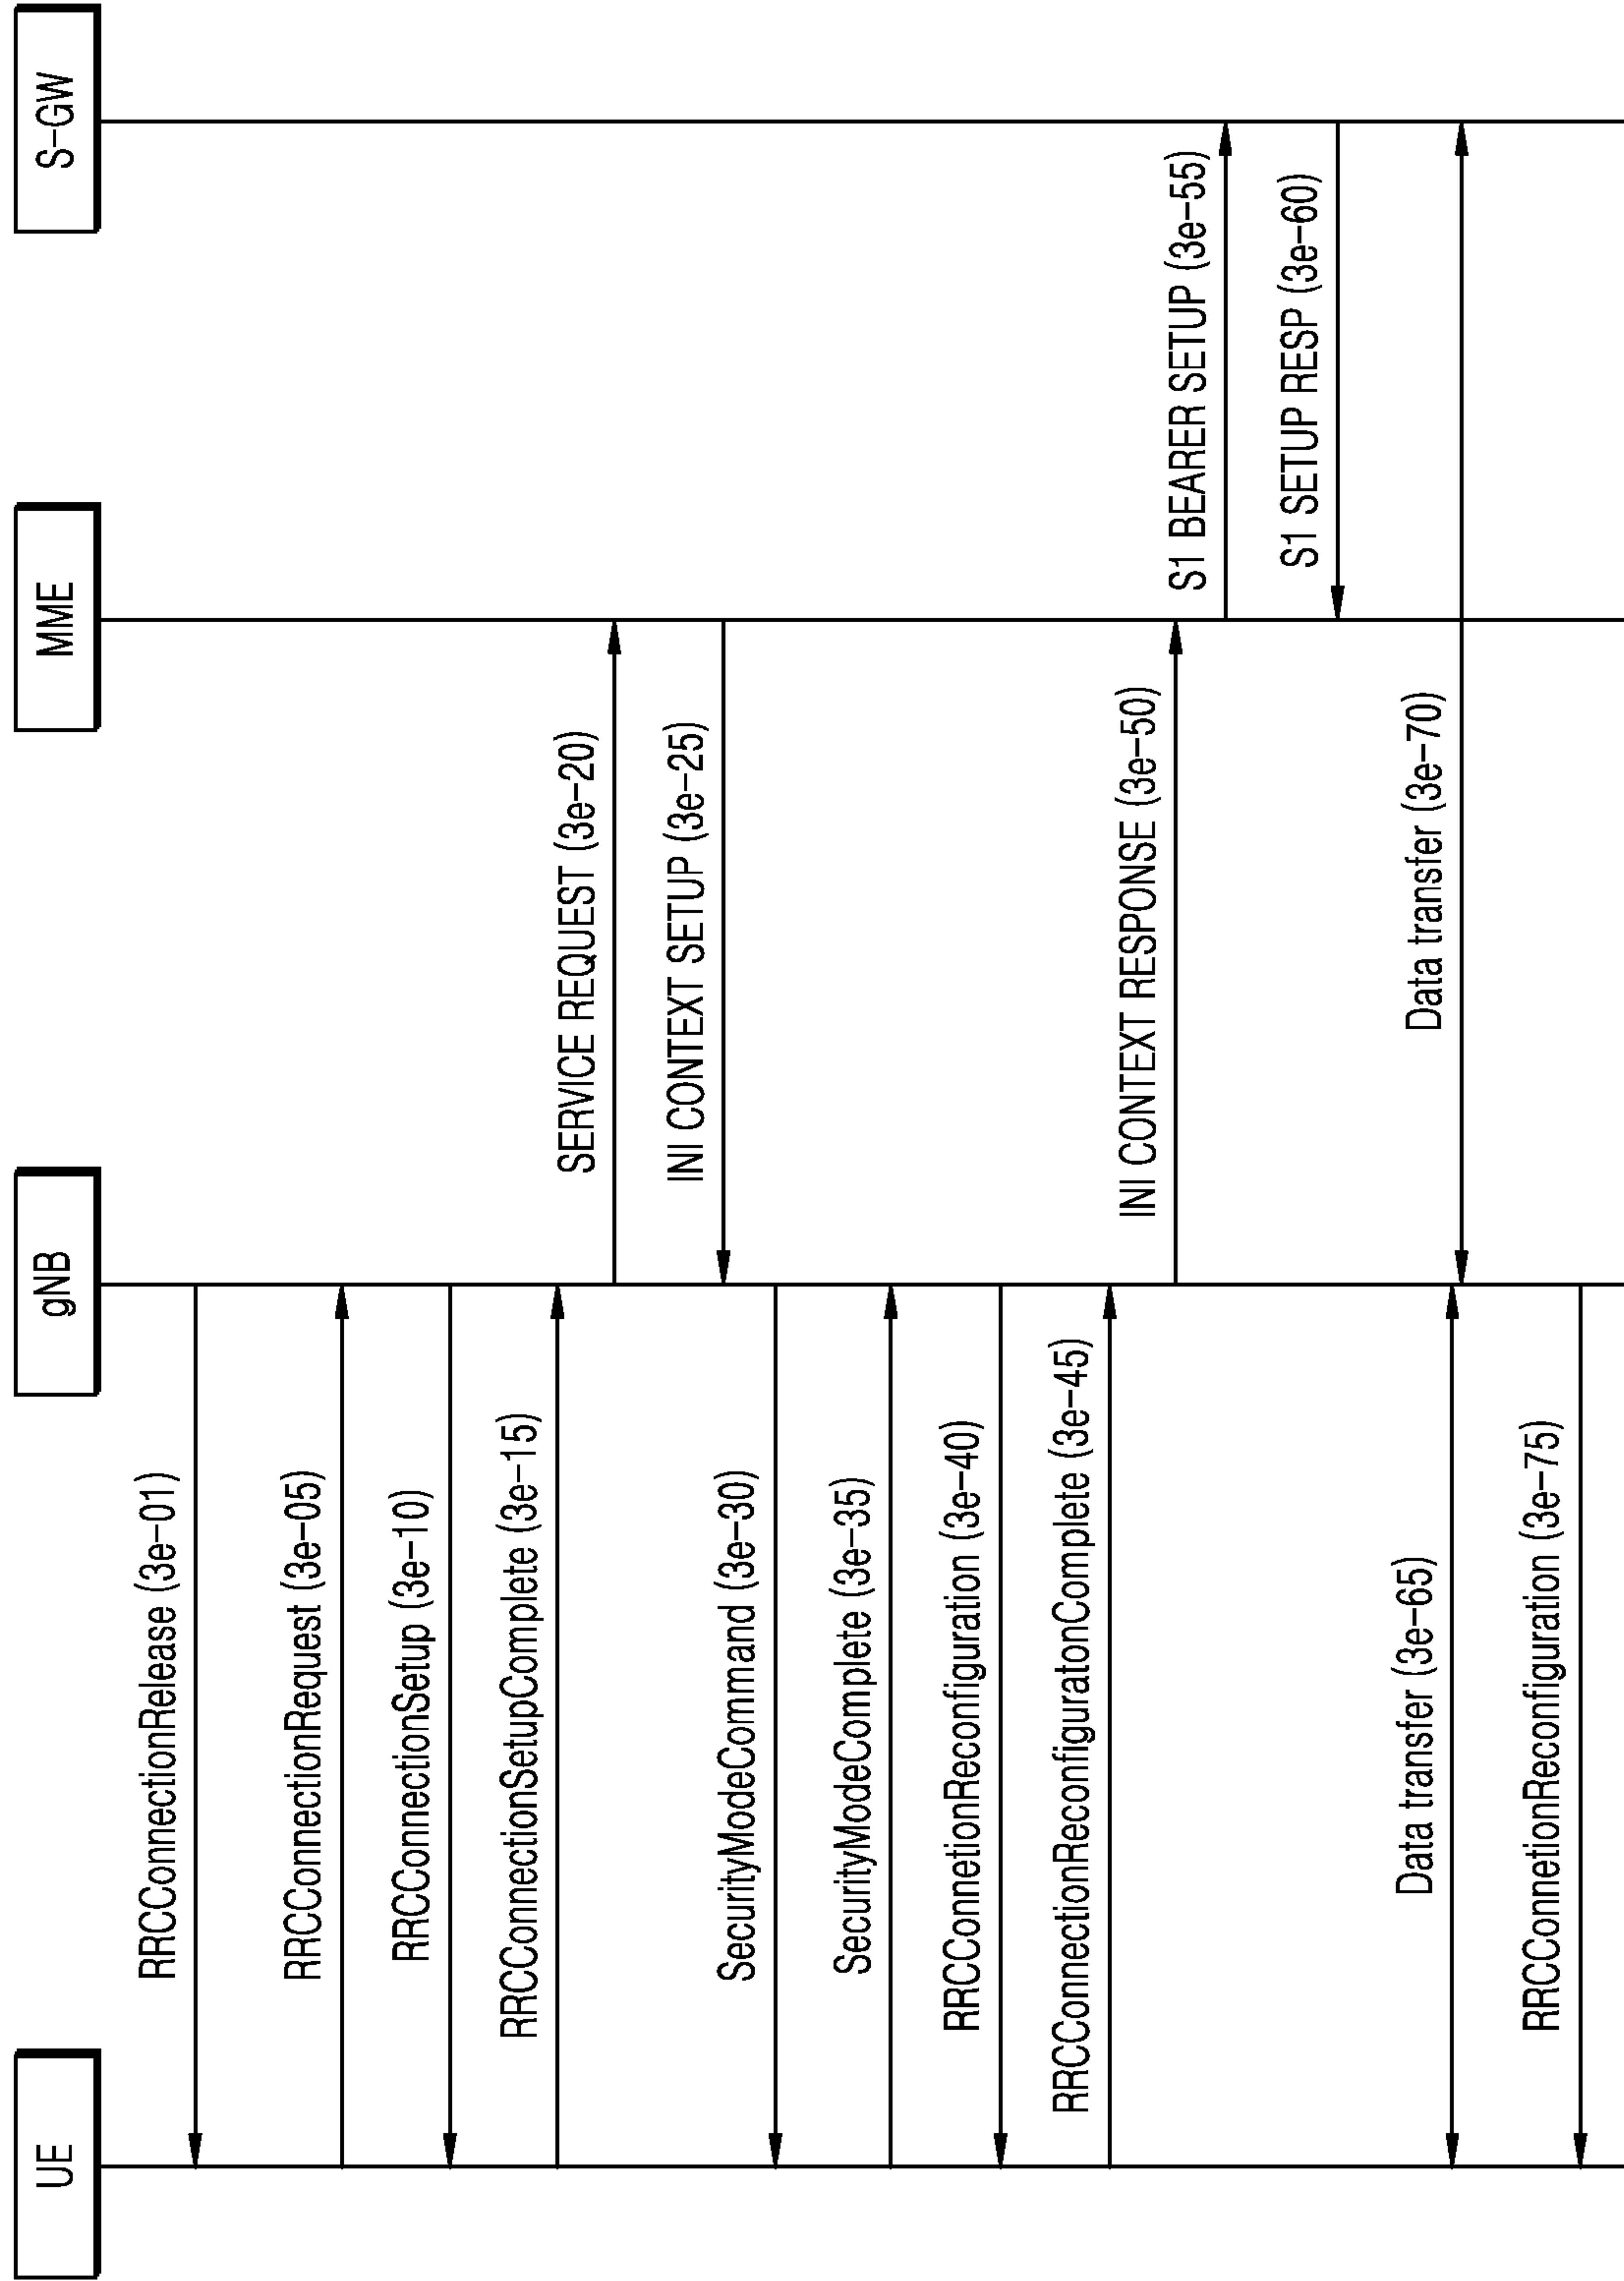 UE
gNB
MME
S-GW
RRCConnectionRelease (3e-01)
RRCConnectionRequest (3e-05)
RRCConnectionSetup (3e-10)
RRCConnectionSetupComplete (3e-15)
SERVICE REQUEST (3e-20)
INI CONTEXT SETUP (3e-25)
SecurityModeCommand (3e-30)
SecurityModeComplete (3e-35)
RRCConnetionReconfiguration (3e-40)
RRCConnectionReconfiguratonComplete (3e-45)
INI CONTEXT RESPONSE (3e-50)
S1 BEARER SETUP (3e-55)
S1 SETUP RESP (3e-60)
Data transfer (3e-65)
Data transfer (3e-70)
RRCConnetionReconfiguration (3e-75)